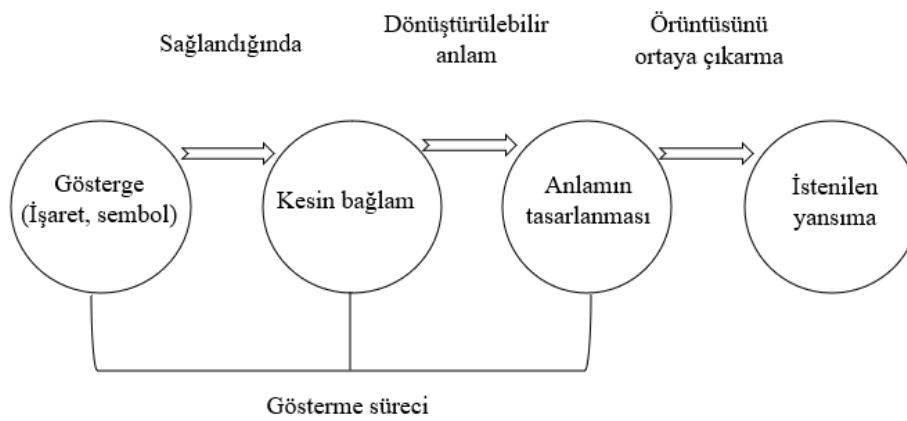 Sağlandığında
Dönüştürülebilir
anlam
Örüntüsünü
ortaya çıkarma
Gösterge
(İşaret, sembol)
Kesin bağlam
Anlamın
tasarlanması
İstenilen
yansıma
Gösterme süreci